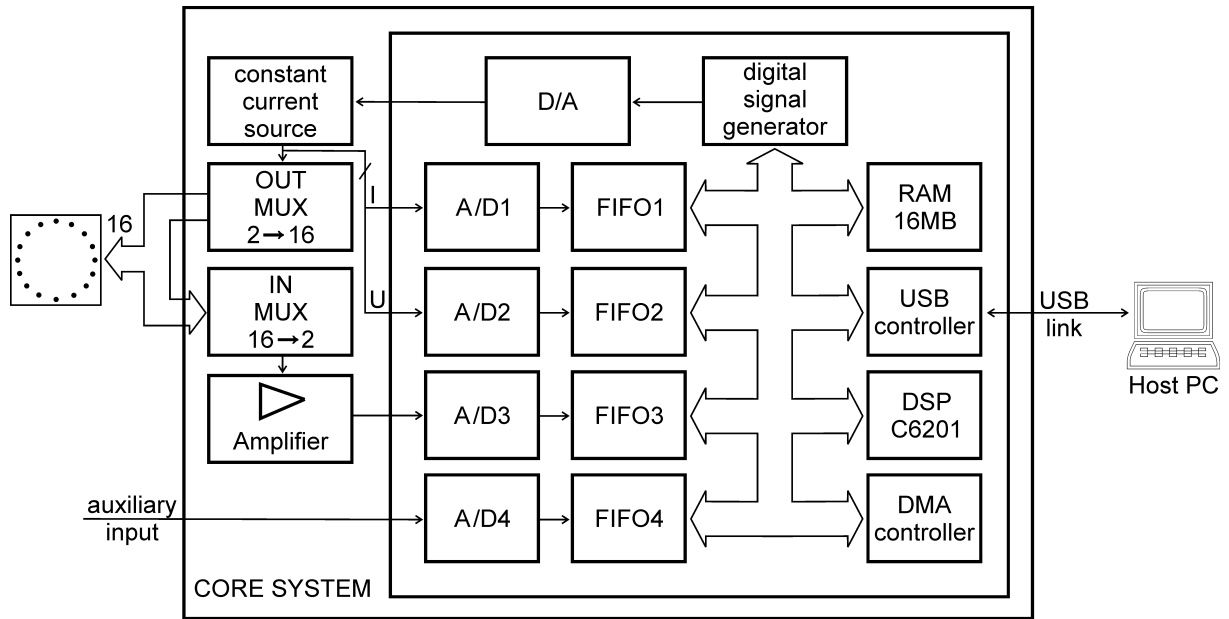 constant
current
source
D/A
digital
signal
generator
16
OUT
MUX
2→16
I
A/D1
FIFO1
RAM
16MB
IN
MUX
16→2
U
A/D2
FIFO2
USB
controller
USB
link
Host PC
Amplifier
A/D3
FIFO3
DSP
C6201
auxiliary
input
A/D4
FIFO4
DMA
controller
CORE SYSTEM